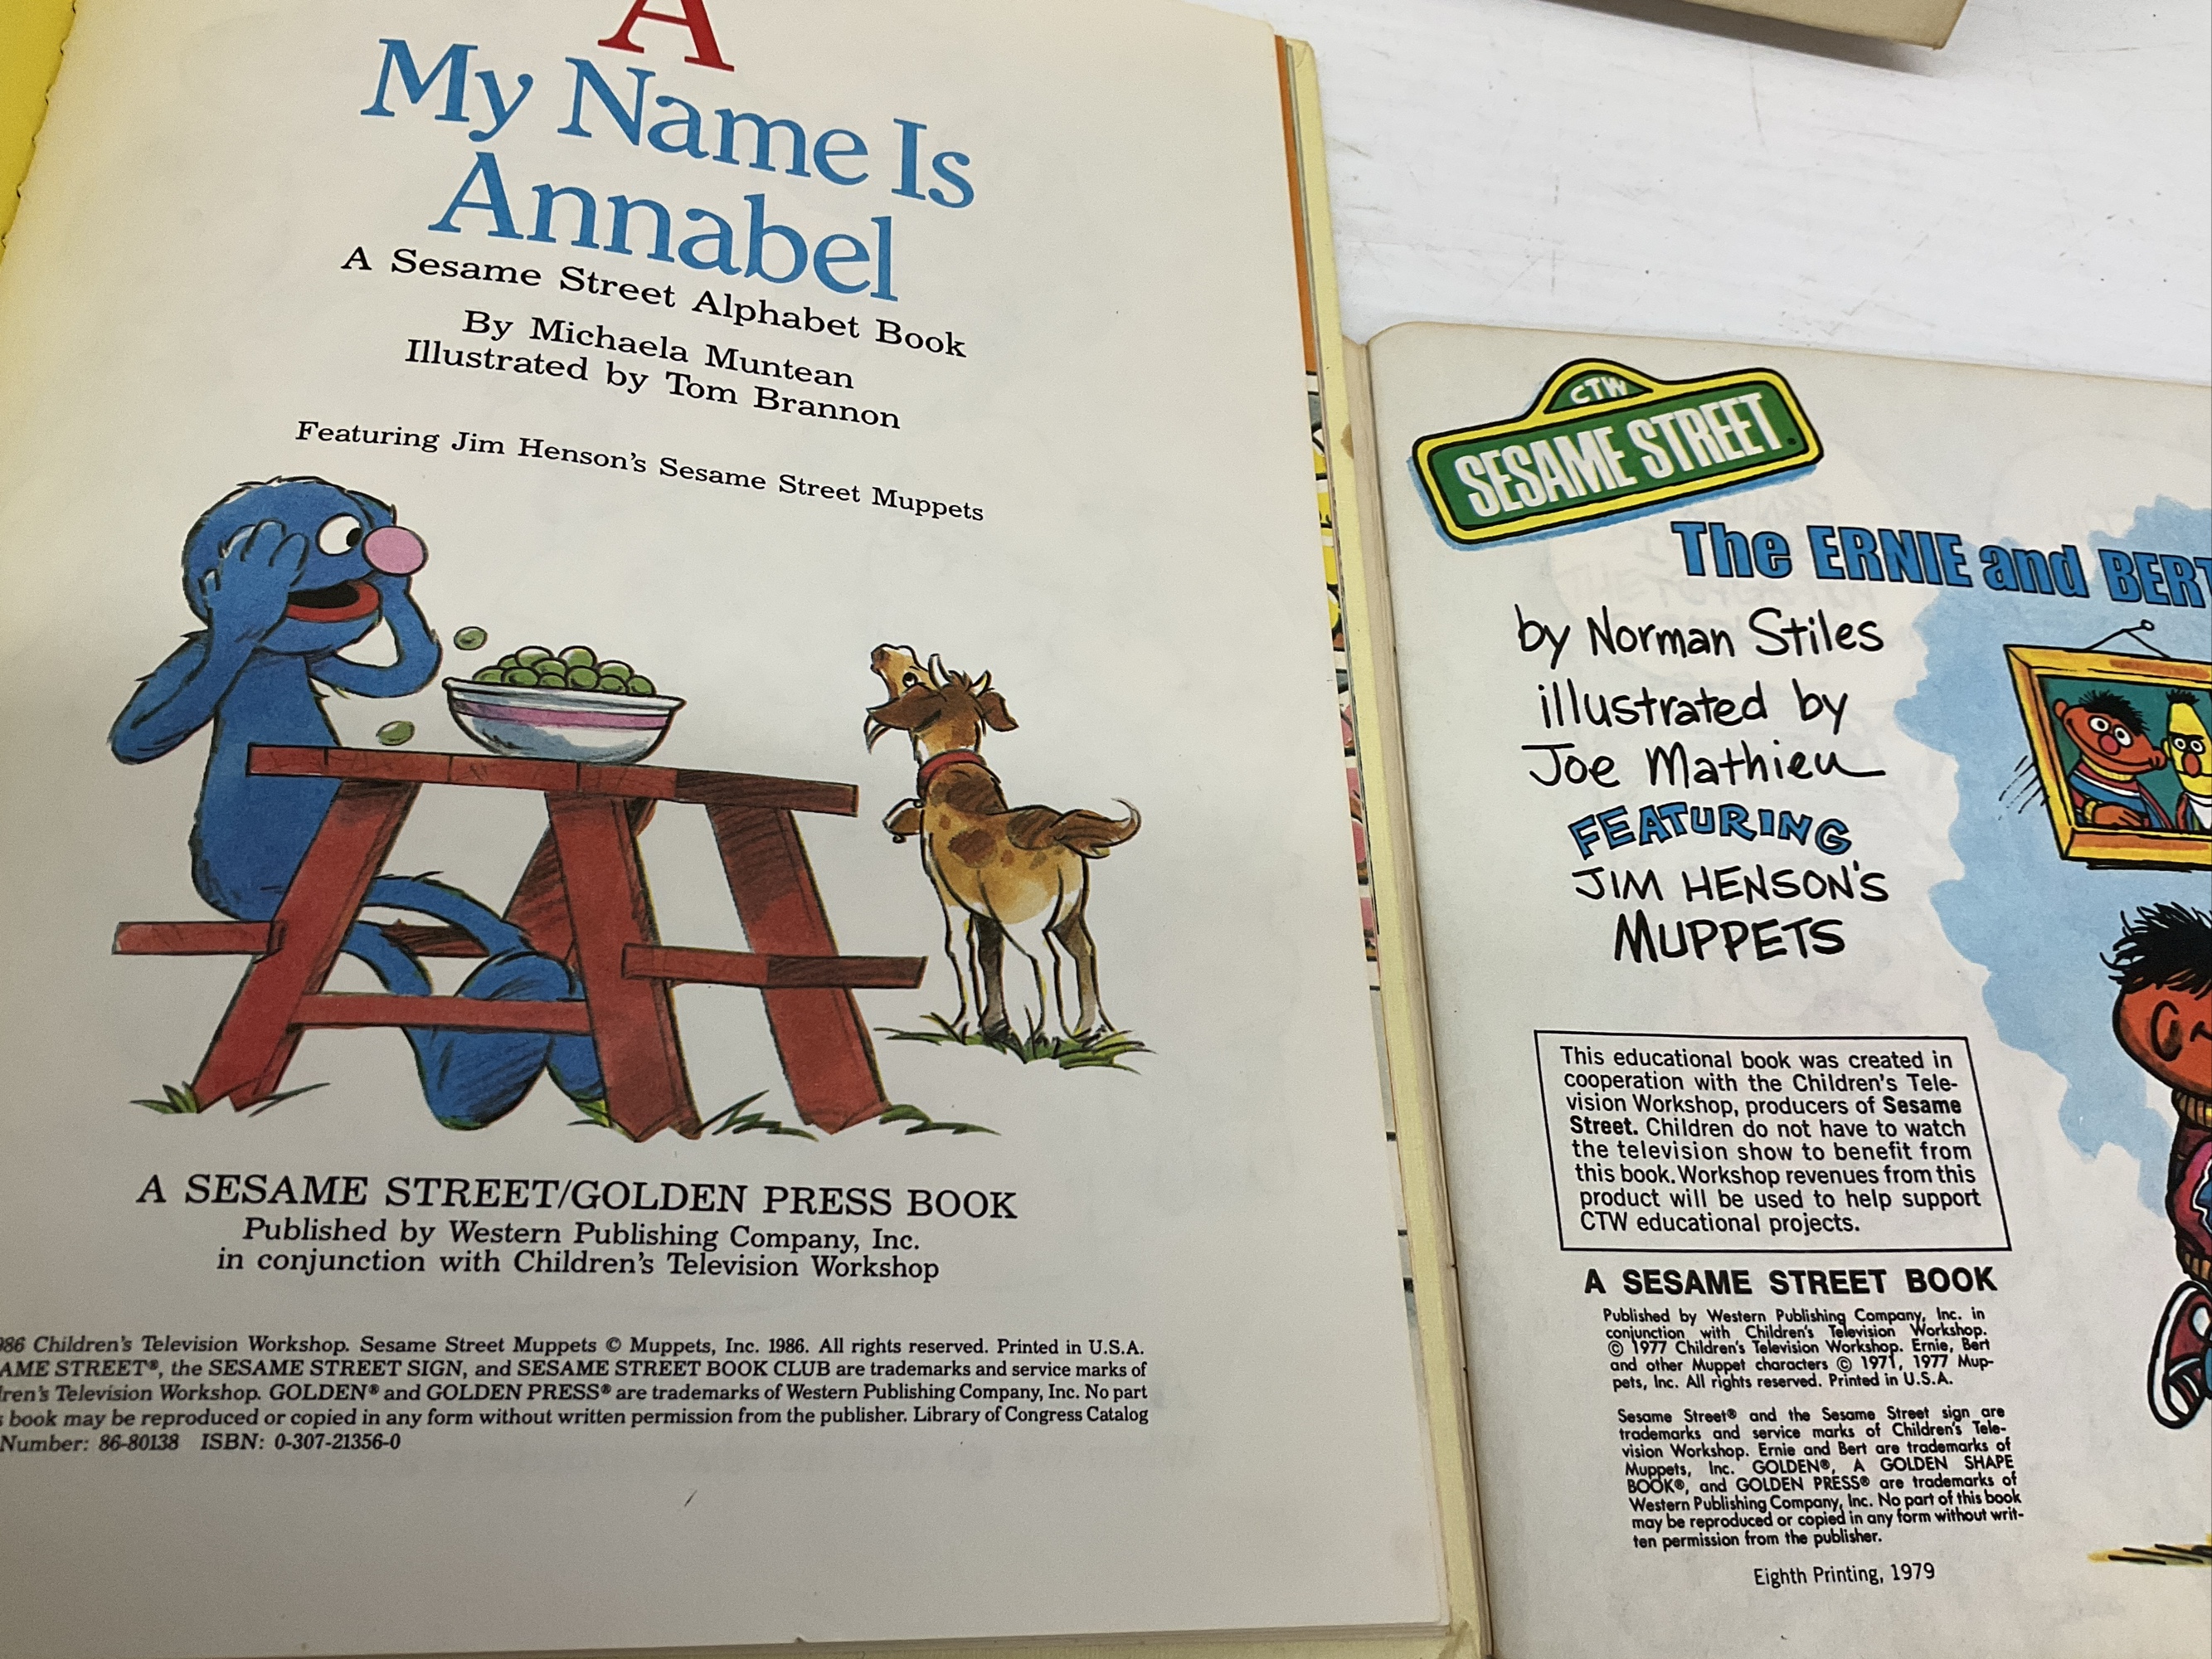 A
My Name Is
Annabel
A Sesame Street Alphabet Book
By Michaela Muntean
Illustrated by Tom Brannon
Featuring Jim Henson's Sesame Street Muppets
A SESAME STREET/GOLDEN PRESS BOOK
Published by Western Publishing Company, Inc.
in conjunction with Children's Television Workshop
986 Children's Television Workshop. Sesame Street Muppets © Muppets, Inc. 1986. All rights reserved. Printed in U.S.A.
AME STREET®, the SESAME STREET SIGN, and SESAME STREET BOOK CLUB are trademarks and service marks of
ren's Television Workshop. GOLDEN® and GOLDEN PRESS® are trademarks of Western Publishing Company, Inc. No part
s book may be reproduced or copied in any form without written permission from the publisher. Library of Congress Catalog
Number: 86-80138 ISBN: 0-307-21356-0
CTW
SESAME STREET.
The ERNIE and BERT
by Norman Stiles
illustrated by
Joe Mathieu
FEATURING
JIM HENSON'S
MUPPETS
This educational book was created in
cooperation with the Children's Tele-
vision Workshop, producers of Sesame
Street. Children do not have to watch
the television show to benefit from
this book. Workshop revenues from this
product will be used to help support
CTW educational projects.
A SESAME STREET BOOK
Published by Western Publishing Company, Inc. in
conjunction with Children's Television Workshop.
© 1977 Children's Television Workshop. Ernie, Bert
and other Muppet characters © 1971, 1977 Mup-
pets, Inc. All rights reserved. Printed in U.S.A.
Sesame Street® and the Sesame Street sign are
trademarks and service marks of Children's Tele-
vision Workshop. Ernie and Bert are trademarks of
Muppets, Inc. GOLDEN®, A GOLDEN SHAPE
BOOK®, and GOLDEN PRESS® are trademarks of
Western Publishing Company, Inc. No part of this book
may be reproduced or copied in any form without writ-
ten permission from the publisher.
Eighth Printing, 1979